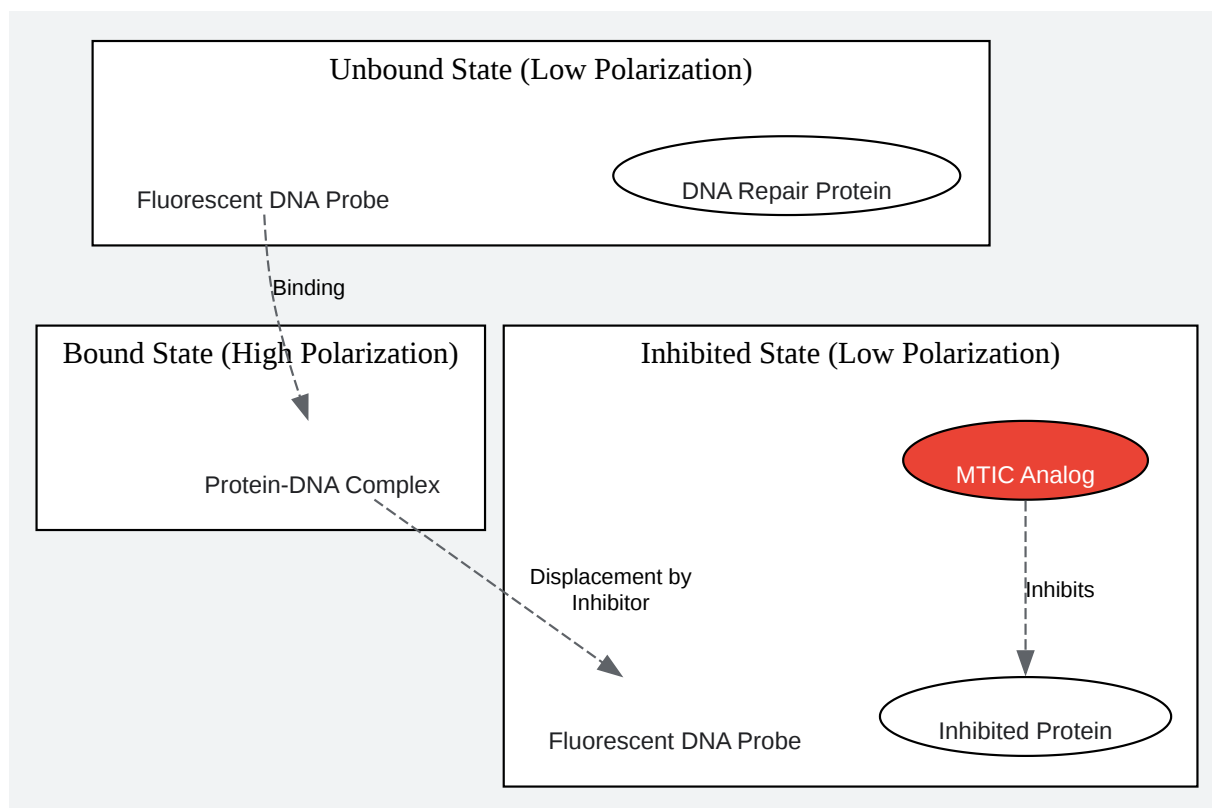 Unbound State (Low Polarization)
Fluorescent DNA Probe
DNA Repair Protein
Binding
Bound State (High Polarization)
Protein-DNA Complex
Inhibited State (Low Polarization)
MTIC Analog
Displacement by
Inhibitor
Inhibits
Fluorescent DNA Probe
Inhibited Protein